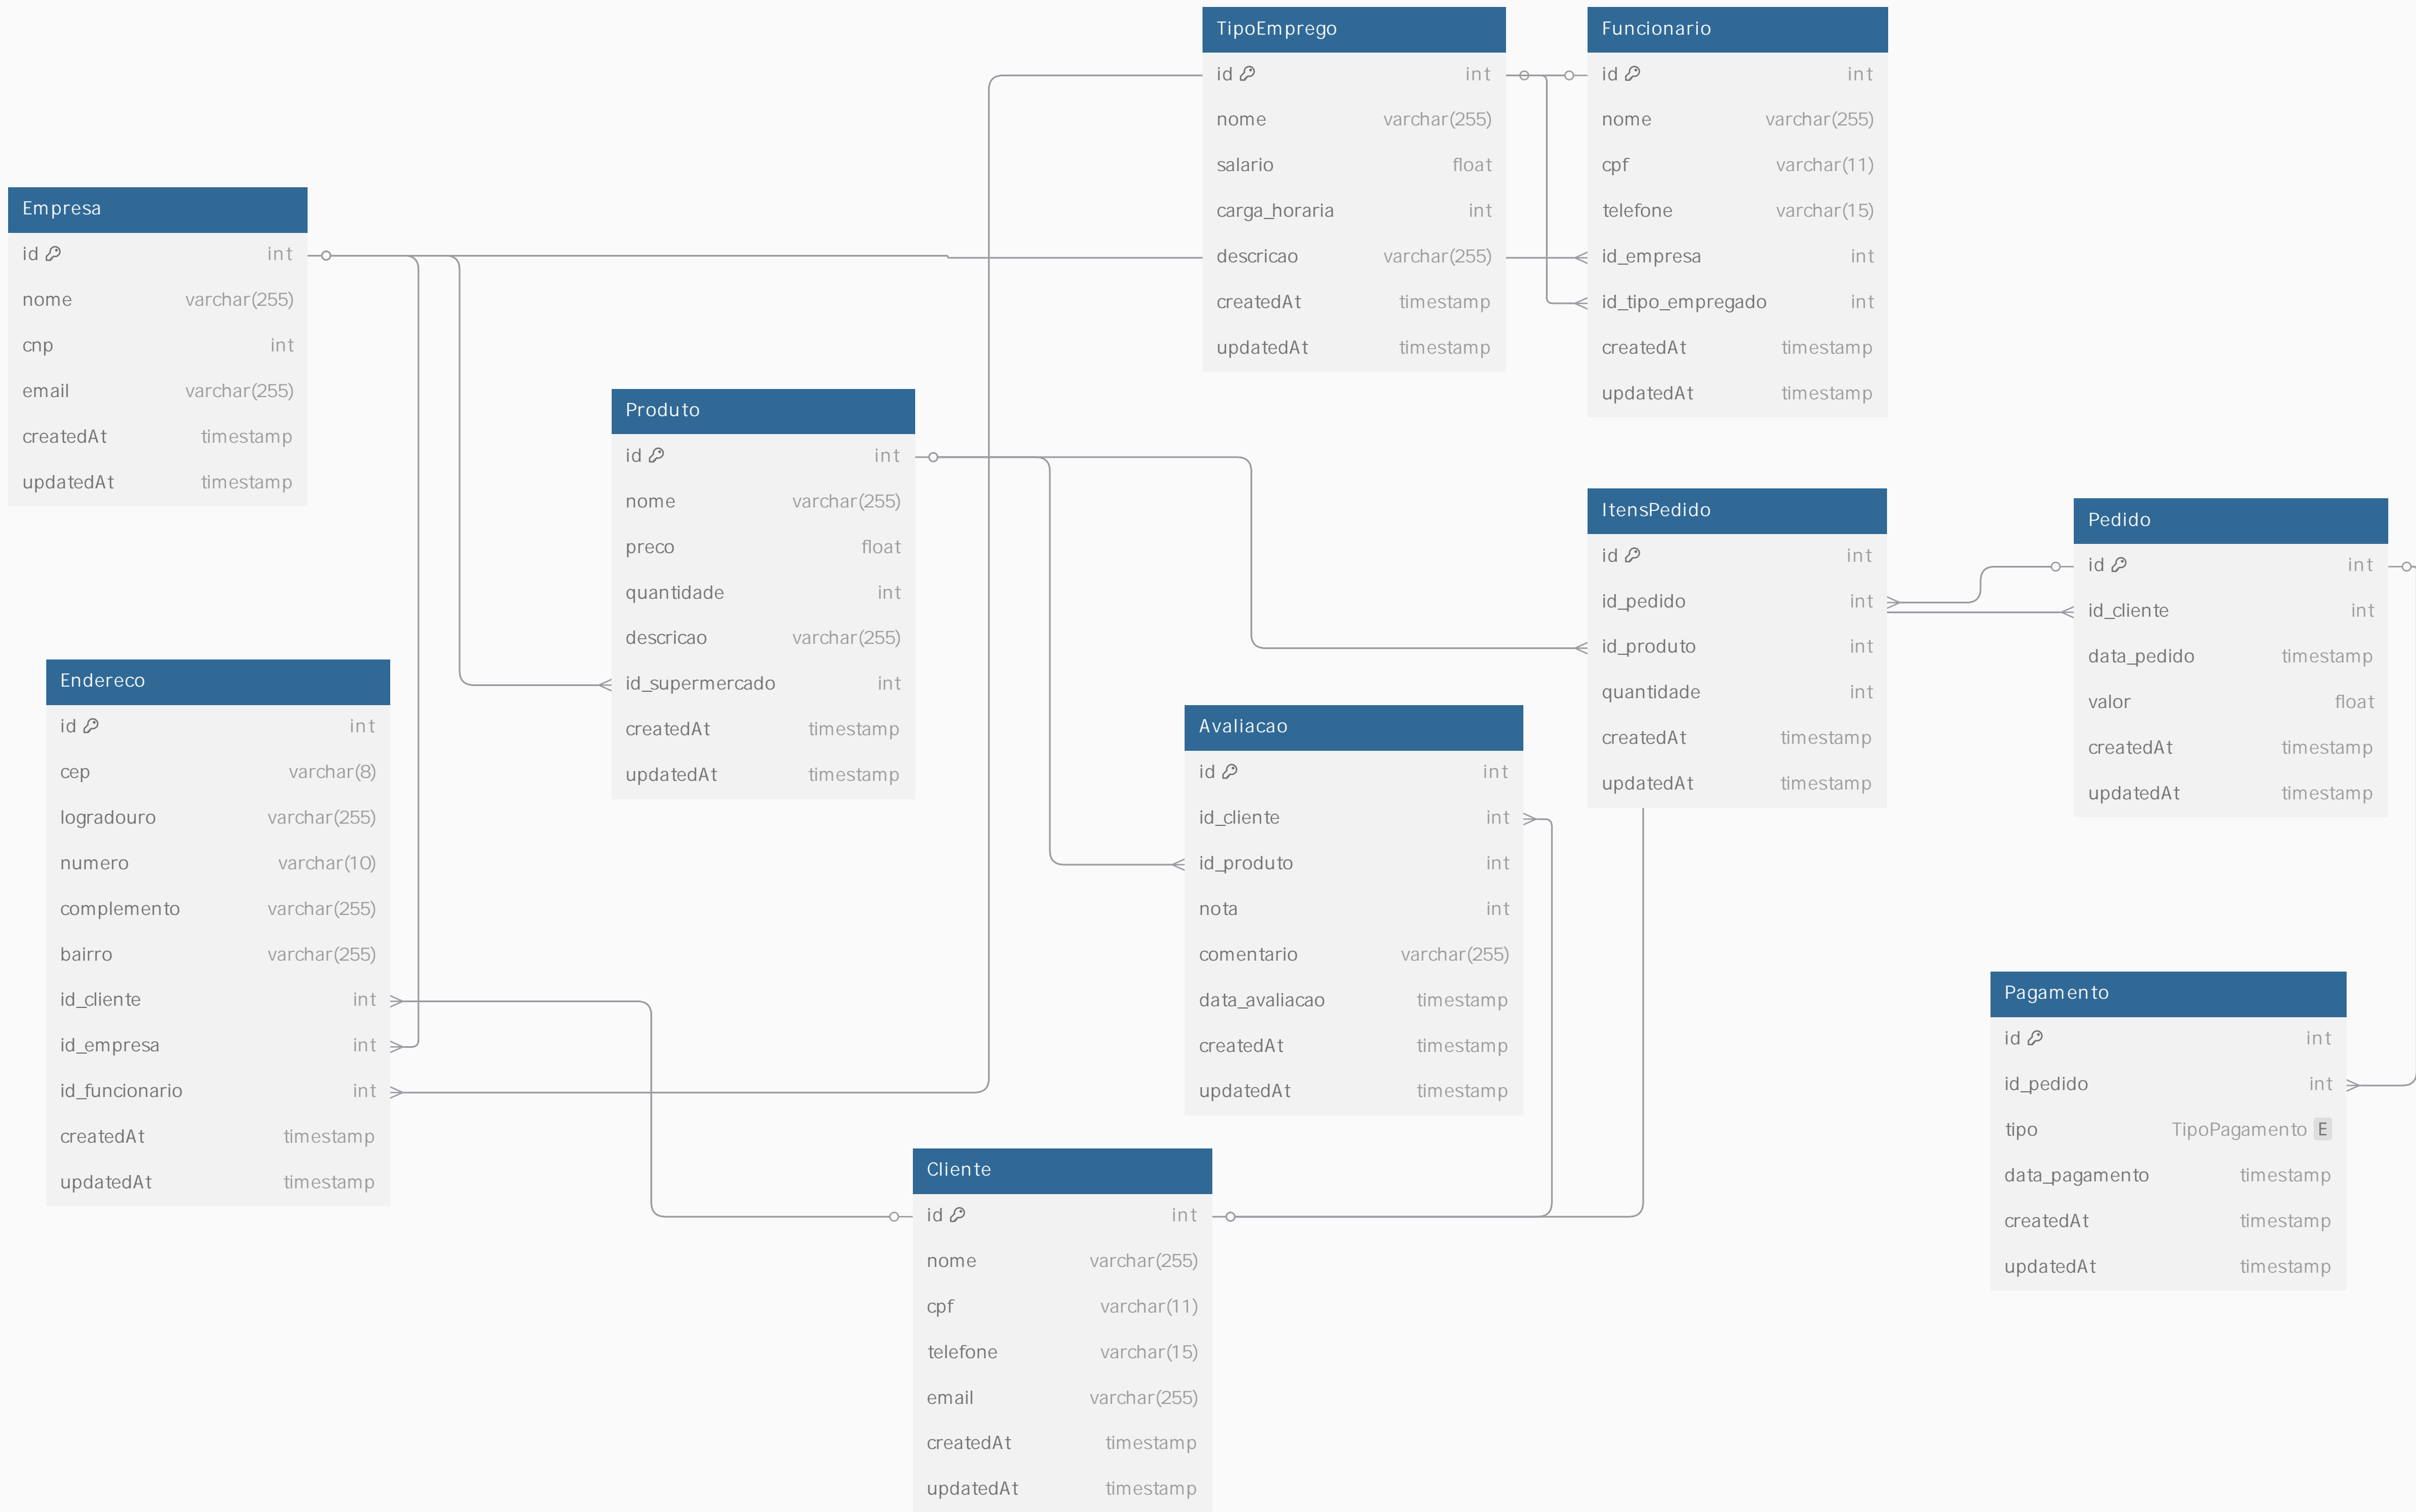 TipoEmprego
id int
nome varchar(255)
salario float
carga_horaria int
descricao varchar(255)
createdAt timestamp
updatedAt timestamp
Funcionario
id int
nome varchar(255)
cpf varchar(11)
telefone varchar(15)
id_empresa int
id_tipo_empregado int
createdAt timestamp
updatedAt timestamp
Empresa
id int
nome varchar(255)
cnp int
email varchar(255)
createdAt timestamp
updatedAt timestamp
Produto
id int
nome varchar(255)
preco float
quantidade int
descricao varchar(255)
id_supermercado int
createdAt timestamp
updatedAt timestamp
ItensPedido
id int
id_pedido int
id_produto int
quantidade int
createdAt timestamp
updatedAt timestamp
Pedido
id int
id_cliente int
data_pedido timestamp
valor float
createdAt timestamp
updatedAt timestamp
Endereco
id int
cep varchar(8)
logradouro varchar(255)
numero varchar(10)
complemento varchar(255)
bairro varchar(255)
id_cliente int
id_empresa int
id_funcionario int
createdAt timestamp
updatedAt timestamp
Avaliacao
id int
id_cliente int
id_produto int
nota int
comentario varchar(255)
data_avaliacao timestamp
createdAt timestamp
updatedAt timestamp
Pagamento
id int
id_pedido int
tipo TipoPagamento E
data_pagamento timestamp
createdAt timestamp
updatedAt timestamp
Cliente
id int
nome varchar(255)
cpf varchar(11)
telefone varchar(15)
email varchar(255)
createdAt timestamp
updatedAt timestamp